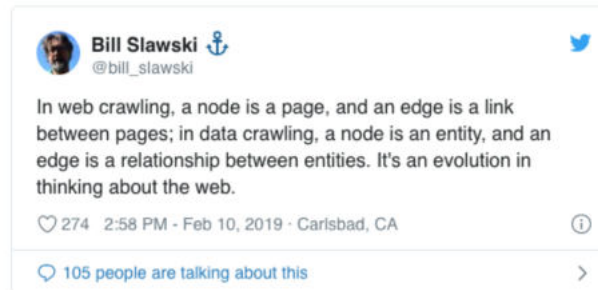 Bill Slawski
@bill_slawski
In web crawling, a node is a page, and an edge is a link
between pages; in data crawling, a node is an entity, and an
edge is a relationship between entities. It's an evolution in
thinking about the web.
274 2:58 PM - Feb 10, 2019 · Carlsbad, CA
105 people are talking about this